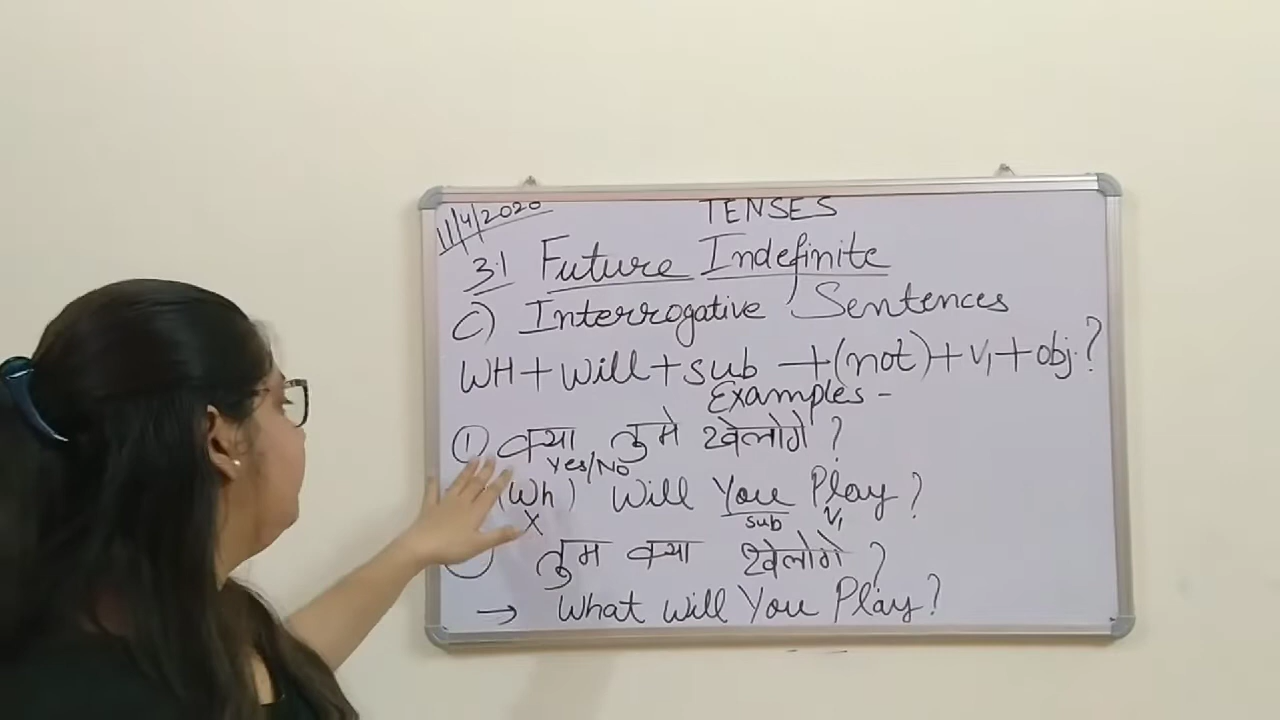 11/4/2020 TENSES
3.1 Future Indefinite
C) Interrogative Sentences
WH + will + sub + (not) + V1 + obj. ?
Examples -
① क्या तुम खेलोगे ?
Yes/No
(Wh) Will You Play ?
X sub V1
तुम क्या खेलोगे ?
→ What will You Play ?